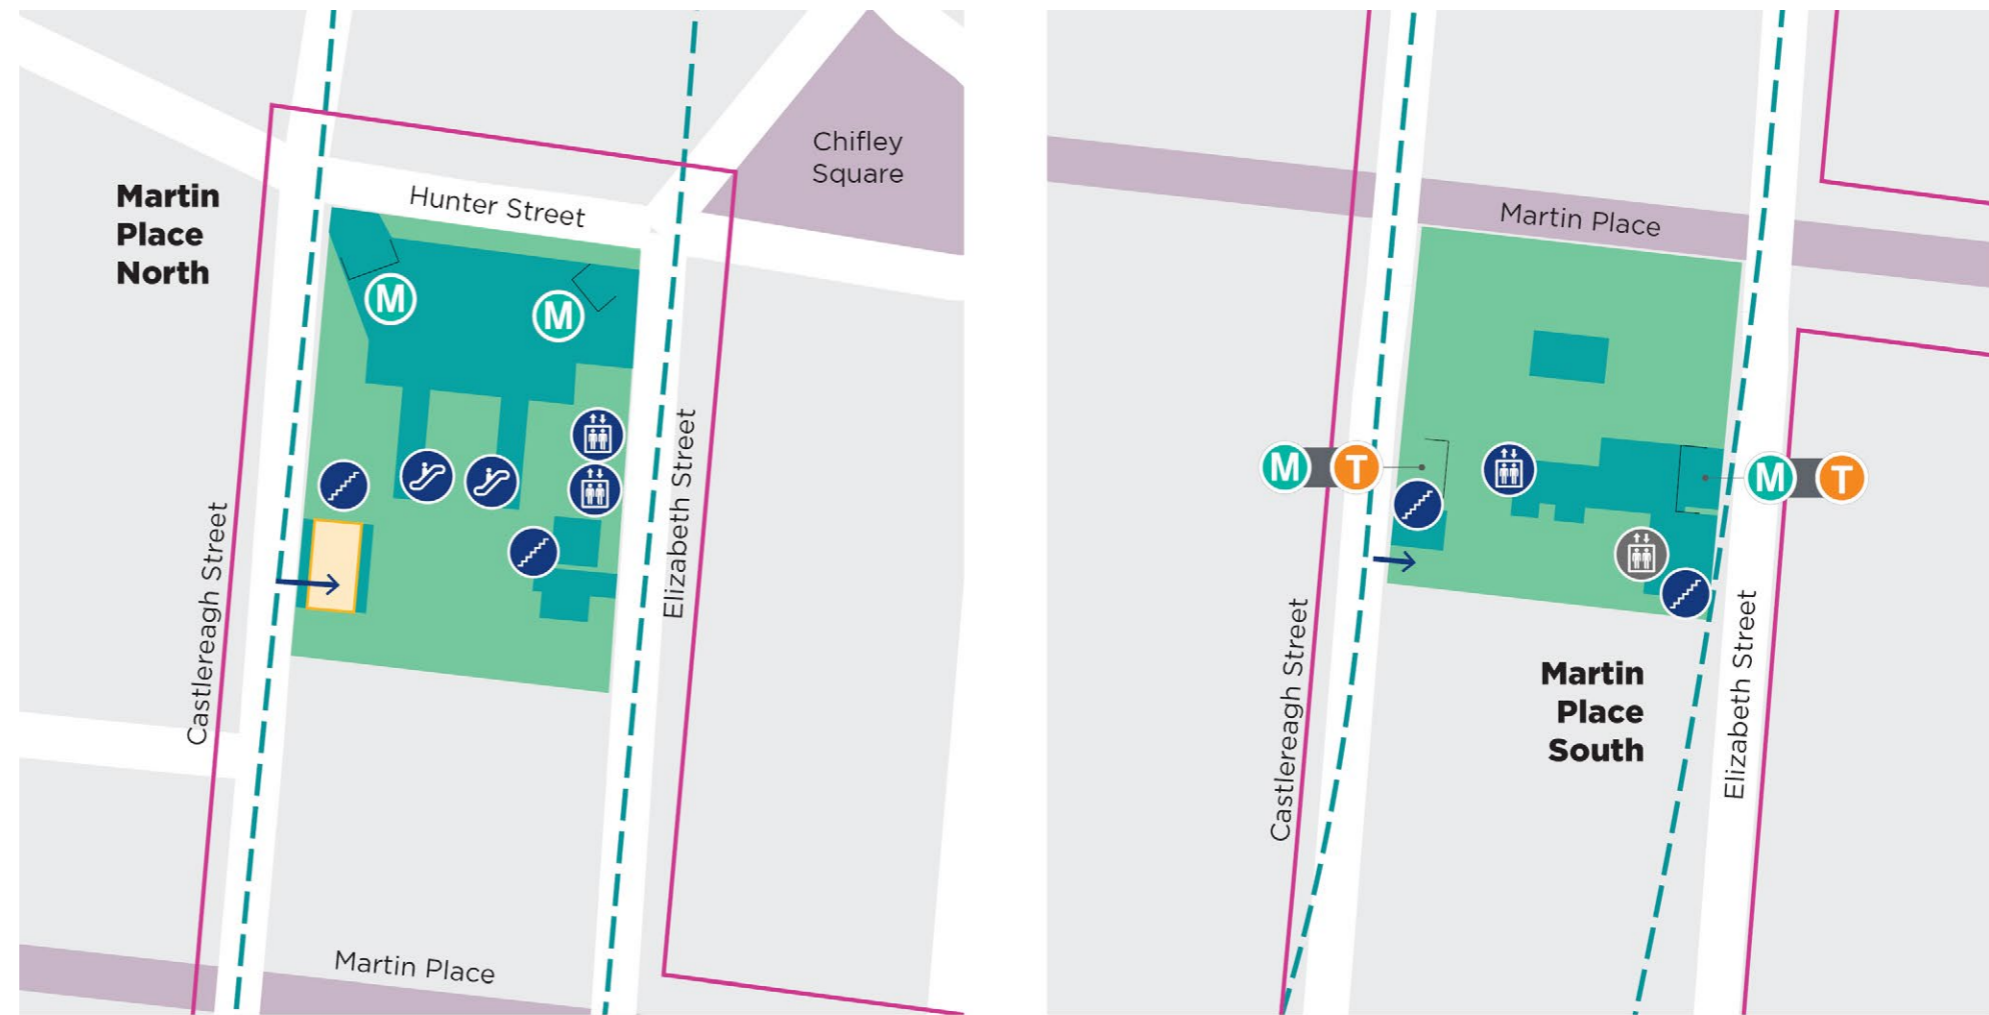 Chifley
Square
Martin
Place
North
Hunter Street
M
M
Castlereagh Street
Elizabeth Street
Martin Place
Martin Place
M
T
M
T
Castlereagh Street
Martin
Place
South
Elizabeth Street